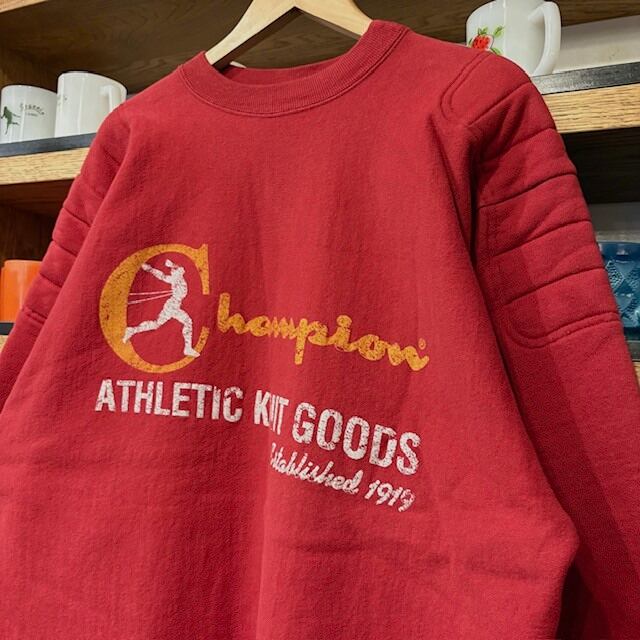 Champion
ATHLETIC KNIT GOODS
Established 1919